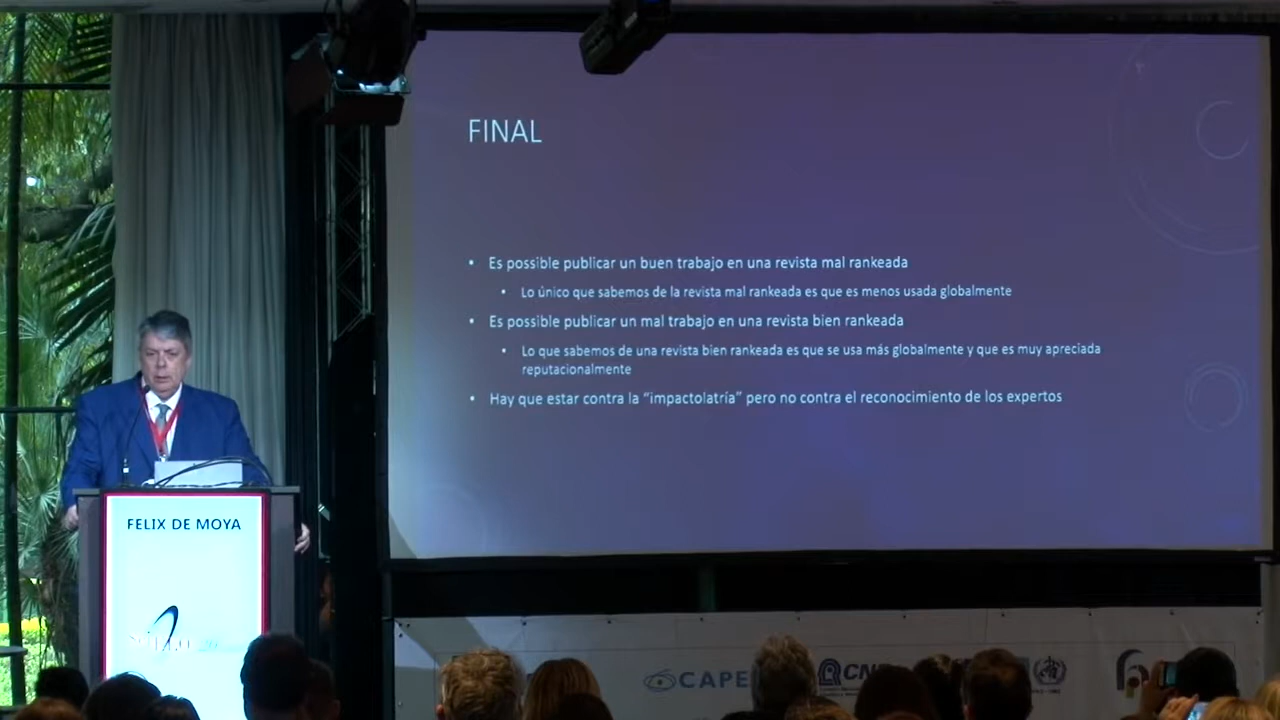 FINAL
• Es possible publicar un buen trabajo en una revista mal rankeada
• Lo único que sabemos de la revista mal rankeada es que es menos usada globalmente
• Es possible publicar un mal trabajo en una revista bien rankeada
• Lo que sabemos de una revista bien rankeada es que se usa más globalmente y que es muy apreciada
reputacionalmente
• Hay que estar contra la “impactolatría” pero no contra el reconocimiento de los expertos
FELIX DE MOYA